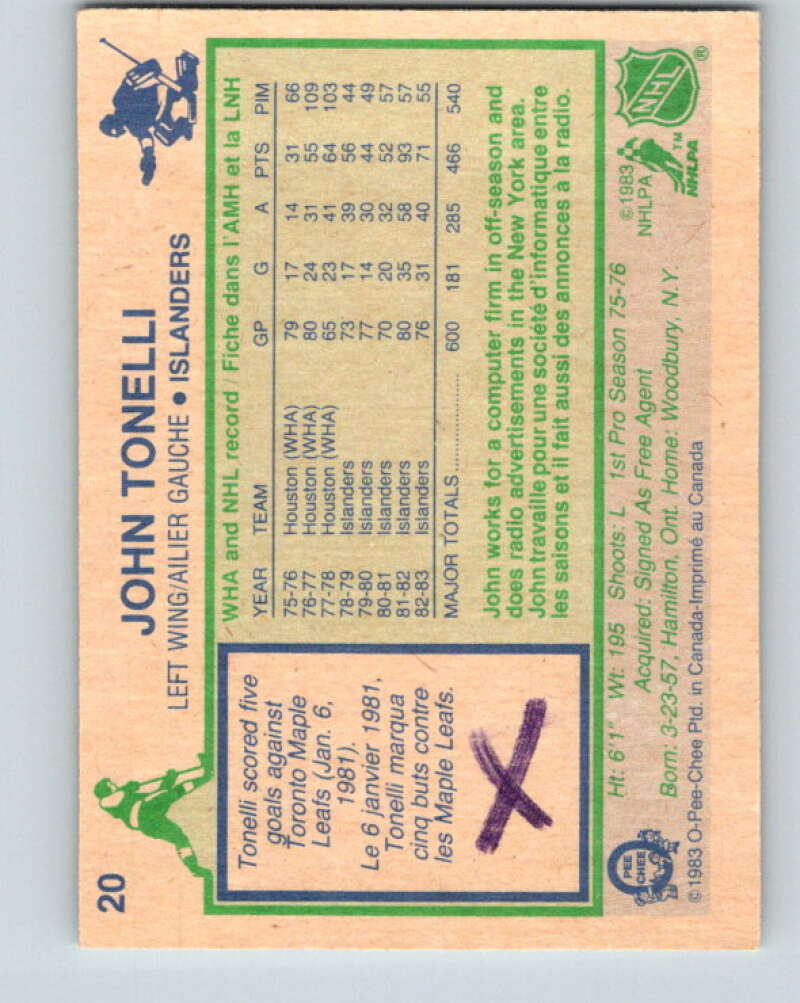 20
JOHN TONELLI
LEFT WING/AILIER GAUCHE • ISLANDERS
Tonelli scored five
goals against
Toronto Maple
Leafs (Jan. 6,
1981).
Le 6 janvier 1981,
Tonelli marqua
cinq buts contre
les Maple Leafs.
WHA and NHL record / Fiche dans l'AMH et la LNH
YEAR TEAM GP G A PTS PIM
75-76 Houston (WHA) 79 17 14 31 66
76-77 Houston (WHA) 80 24 31 55 109
77-78 Houston (WHA) 65 23 41 64 103
78-79 Islanders 73 17 39 56 44
79-80 Islanders 77 14 30 44 49
80-81 Islanders 70 20 32 52 57
81-82 Islanders 80 35 58 93 57
82-83 Islanders 76 31 40 71 55
MAJOR TOTALS 600 181 285 466 540
John works for a computer firm in off-season and
does radio advertisements in the New York area.
John travaille pour une société d'informatique entre
les saisons et il fait aussi des annonces à la radio.
Ht: 6'1" Wt: 195 Shoots: L 1st Pro Season 75-76
Acquired: Signed As Free Agent
Born: 3-23-57, Hamilton, Ont. Home: Woodbury, N.Y.
©1983 O-Pee-Chee Ptd. in Canada-Imprimé au Canada
PEE
CHEE
©1983
NHLPA
NHLPA
TM
NHL
®